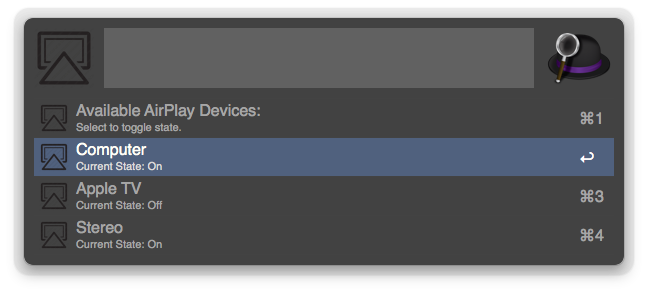 Available AirPlay Devices:
Select to toggle state.
⌘1
Computer
Current State: On
↩
Apple TV
Current State: Off
⌘3
Stereo
Current State: On
⌘4